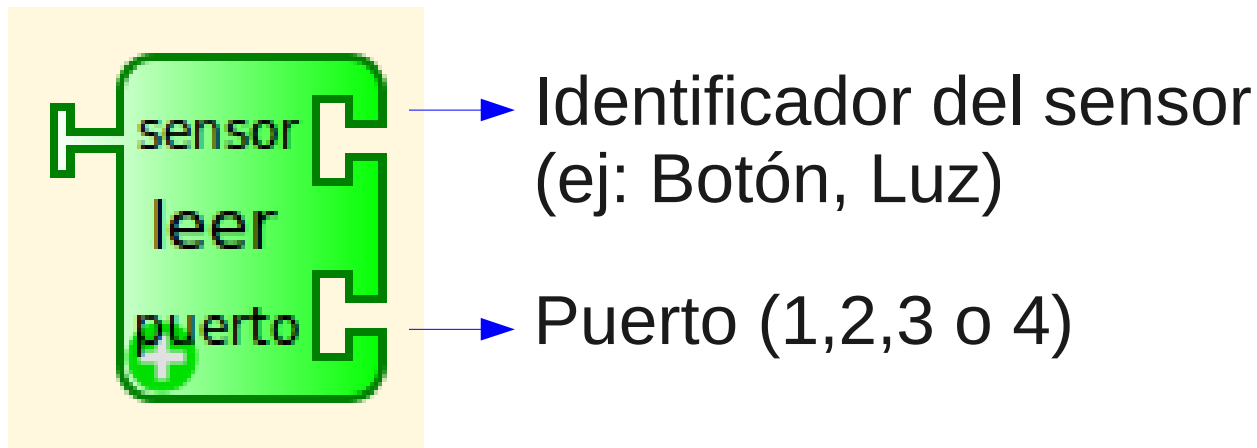 sensor
leer
puerto
Identificador del sensor
(ej: Botón, Luz)
Puerto (1,2,3 o 4)